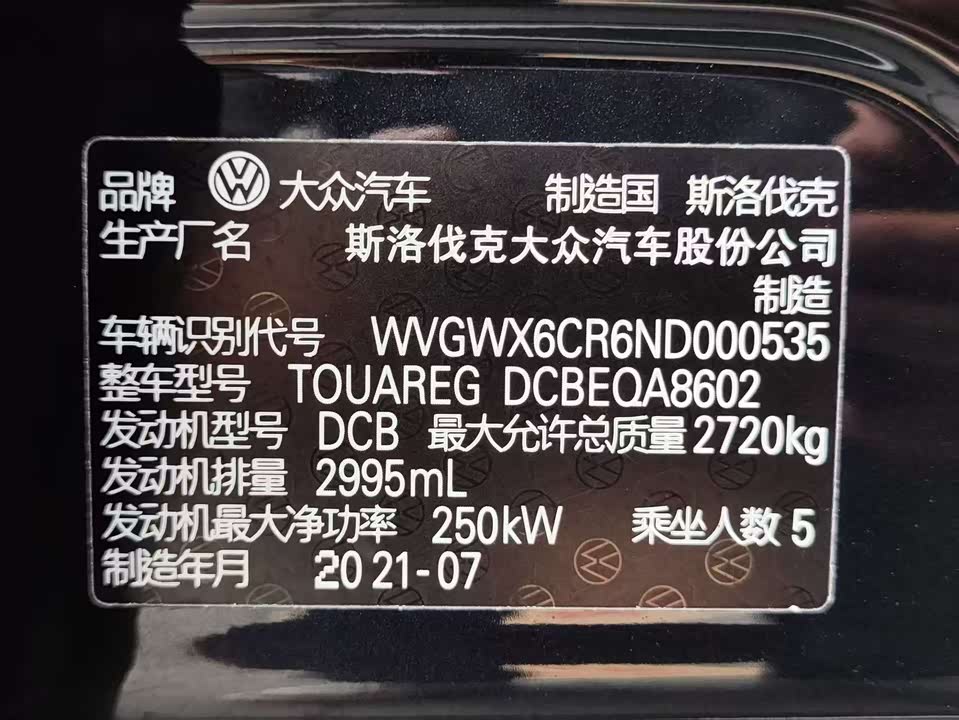 品牌 大众汽车 制造国 斯洛伐克
生产厂名 斯洛伐克大众汽车股份公司
制造
车辆识别代号 WVGWX6CR6ND000535
整车型号 TOUAREG DCBEQA8602
发动机型号 DCB 最大允许总质量 2720kg
发动机排量 2995mL
发动机最大净功率 250kW 乘坐人数 5
制造年月 2021-07